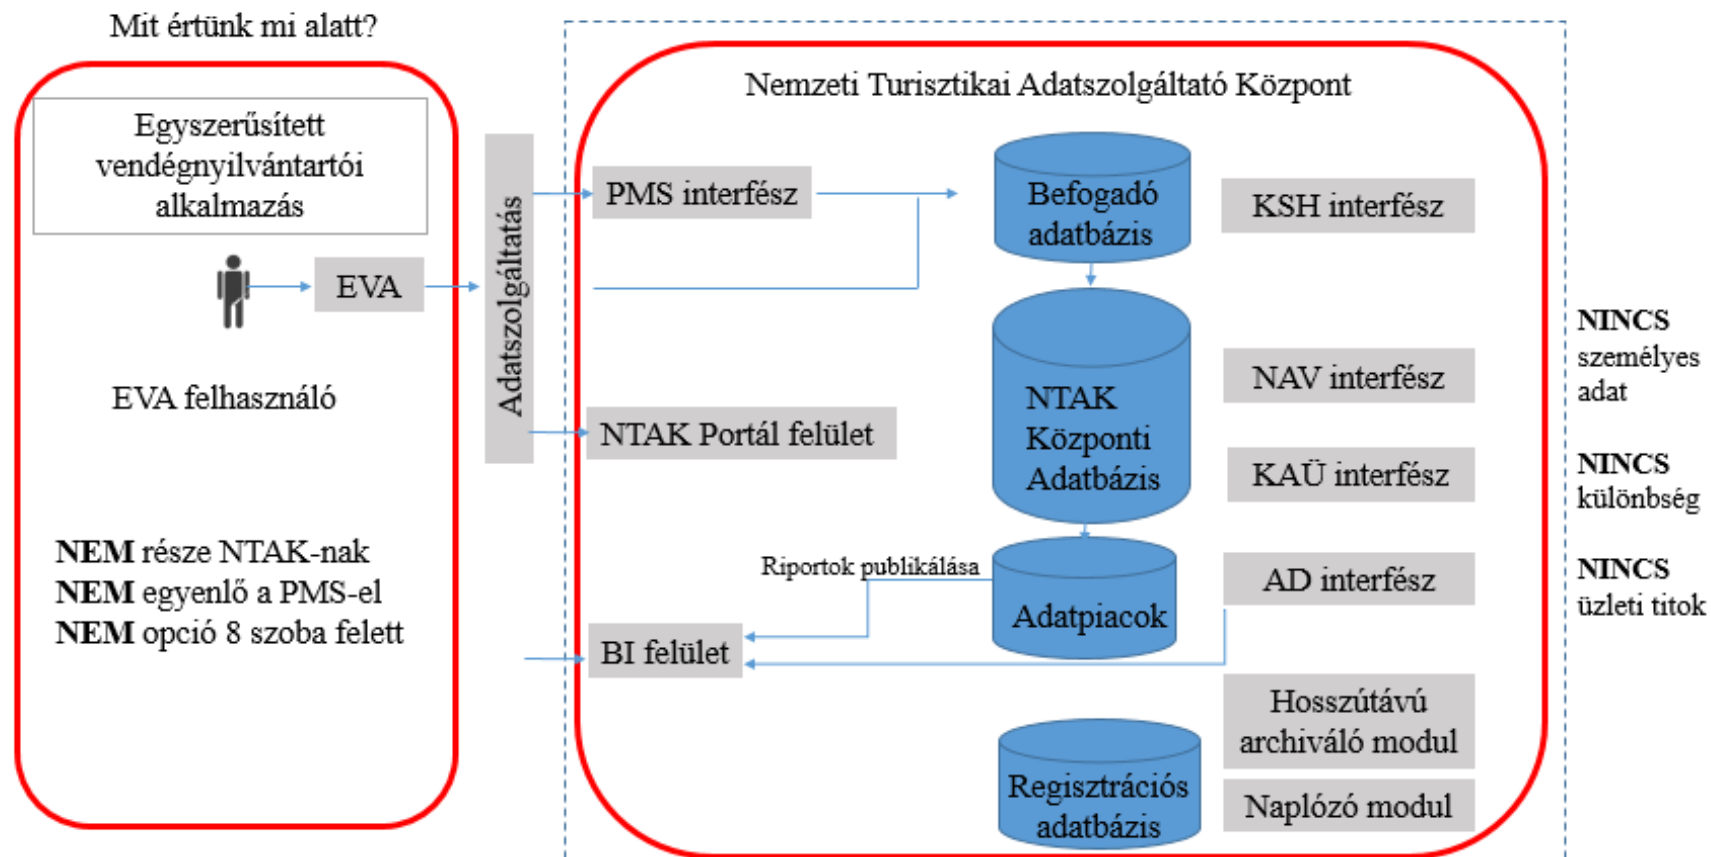 Mit értünk mi alatt?
Egyszerűsített
vendégnyilvántartói
alkalmazás
EVA
EVA felhasználó
NEM része NTAK-nak
NEM egyenlő a PMS-el
NEM opció 8 szoba felett
Adatszolgáltatás
Nemzeti Turisztikai Adatszolgáltató Központ
PMS interfész
NTAK Portál felület
Riportok publikálása
BI felület
Befogadó
adatbázis
NTAK
Központi
Adatbázis
Adatpiacok
Regisztrációs
adatbázis
KSH interfész
NAV interfész
KAÜ interfész
AD interfész
Hosszútávú
archiváló modul
Naplózó modul
NINCS
személyes
adat
NINCS
különbség
NINCS
üzleti titok